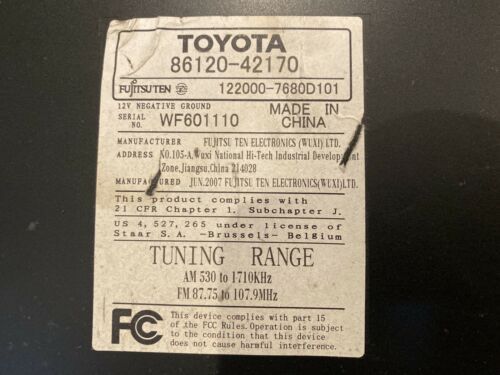 TOYOTA
86120-42170
FUJITSU TEN 122000-7680D101
12V NEGATIVE GROUND
SERIAL NO. WF601110
MADE IN CHINA
MANUFACTURER FUJITSU TEN ELECTRONICS (WUXI) LTD.
ADDRESS NO.105-A,Wuxi National Hi-Tech Industrial Development
Zone,Jiangsu,China 214028
MANUFACTURED JUN.2007 FUJITSU TEN ELECTRONICS(WUXI)LTD.
This product complies with
21 CFR Chapter 1. Subchapter J.
US 4, 527, 265 under license of
Staar S. A. -Brussels- Belgium
TUNING RANGE
AM 530 to 1710KHz
FM 87.75 to 107.9MHz
FC This device complies with part 15
of the FCC Rules. Operation is subject
to the condition that this device
does not cause harmful interference.